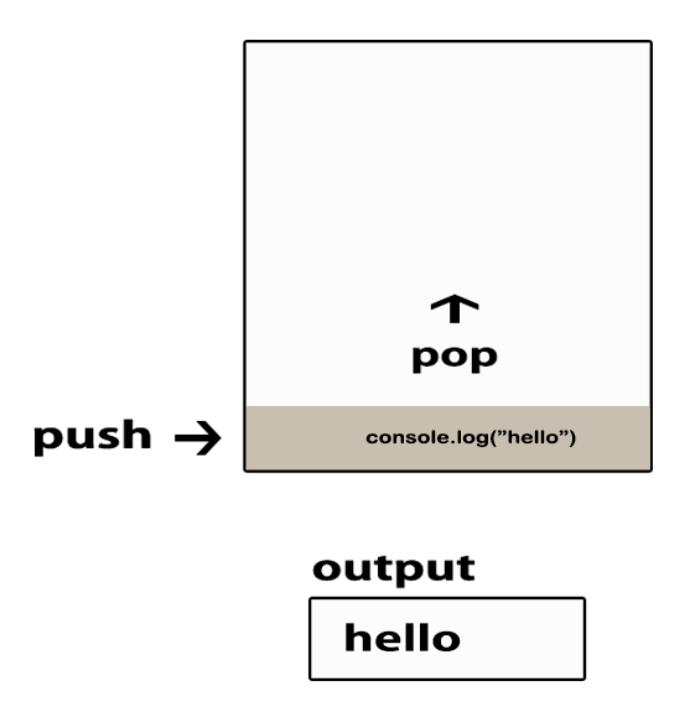 pop
push →
console.log(”hello”)
output
hello